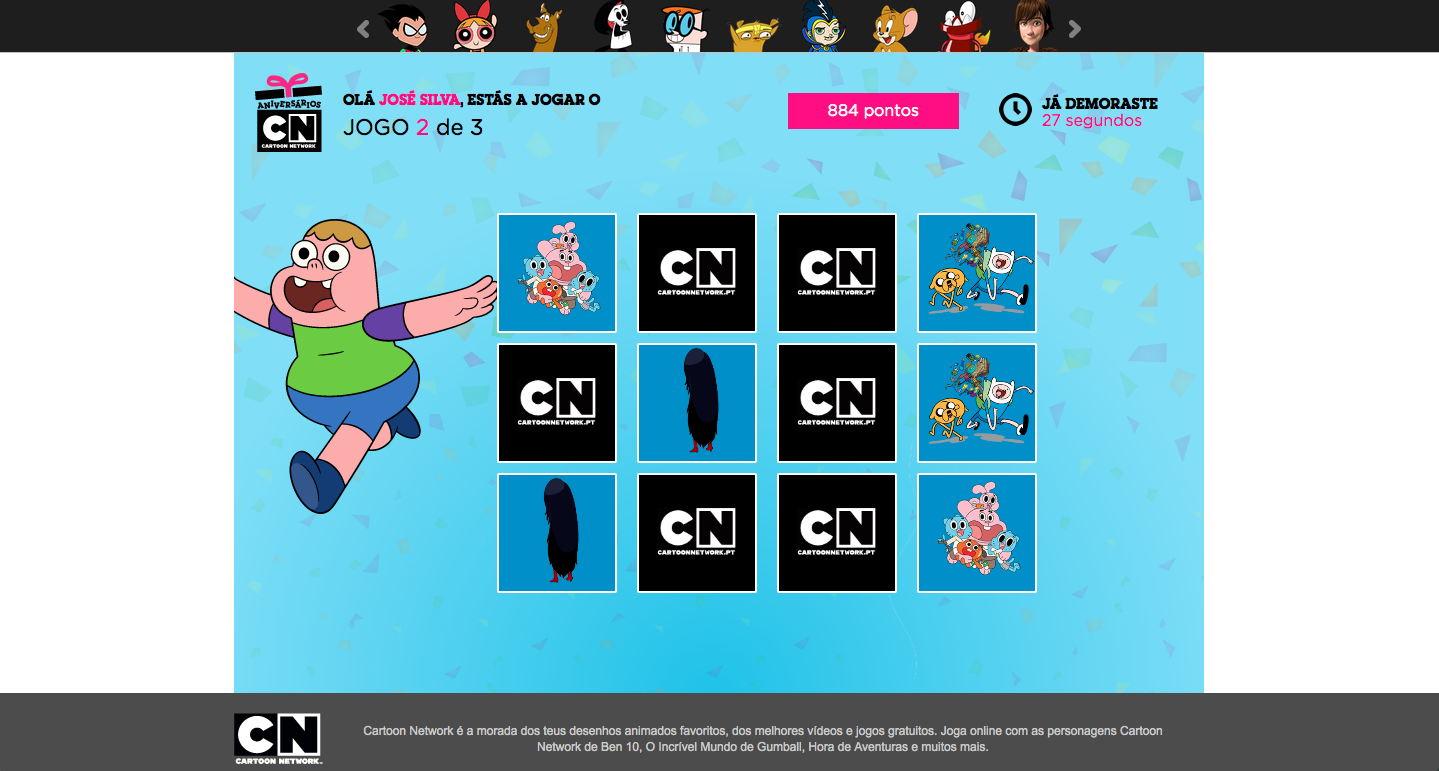 ANIVERSÁRIOS
CN
CARTOON NETWORK
OLÁ JOSÉ SILVA, ESTÁS A JOGAR O
JOGO 2 de 3
884 pontos
JÁ DEMORASTE
27 segundos
CN
CARTOONNETWORK.PT
CN
CARTOONNETWORK.PT
CN
CARTOONNETWORK.PT
CN
CARTOONNETWORK.PT
CN
CARTOONNETWORK.PT
CN
CARTOONNETWORK.PT
CN
CARTOON NETWORK
Cartoon Network é a morada dos teus desenhos animados favoritos, dos melhores vídeos e jogos gratuitos. Joga online com as personagens Cartoon
Network de Ben 10, O Incrível Mundo de Gumball, Hora de Aventuras e muitos mais.